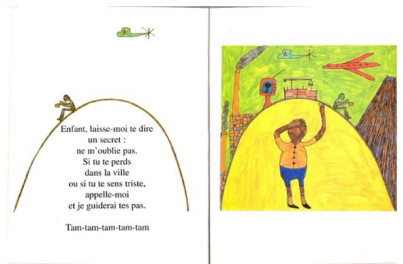 Enfant, laisse-moi te dire
un secret :
ne m'oublie pas.
Si tu te perds
dans la ville
ou si tu te sens triste,
appelle-moi
et je guiderai tes pas.
Tam-tam-tam-tam-tam